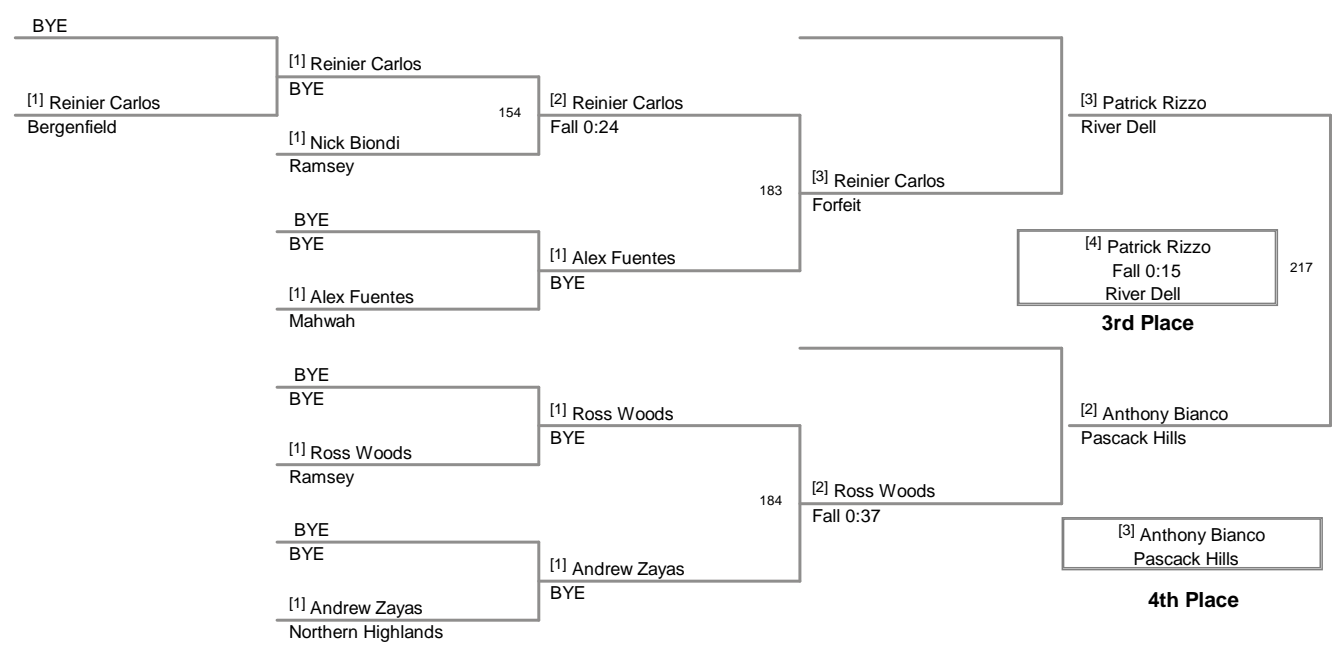 BYE
[1] Reinier Carlos
Bergenfield
[1] Reinier Carlos
BYE
154
[1] Nick Biondi
Ramsey
BYE
BYE
[1] Alex Fuentes
Mahwah
BYE
BYE
[1] Ross Woods
Ramsey
BYE
BYE
[1] Andrew Zayas
Northern Highlands
[2] Reinier Carlos
Fall 0:24
183
[1] Alex Fuentes
BYE
[1] Ross Woods
BYE
184
[1] Andrew Zayas
BYE
[3] Reinier Carlos
Forfeit
[2] Ross Woods
Fall 0:37
[3] Patrick Rizzo
River Dell
[4] Patrick Rizzo
Fall 0:15
River Dell
217
3rd Place
[2] Anthony Bianco
Pascack Hills
[3] Anthony Bianco
Pascack Hills
4th Place